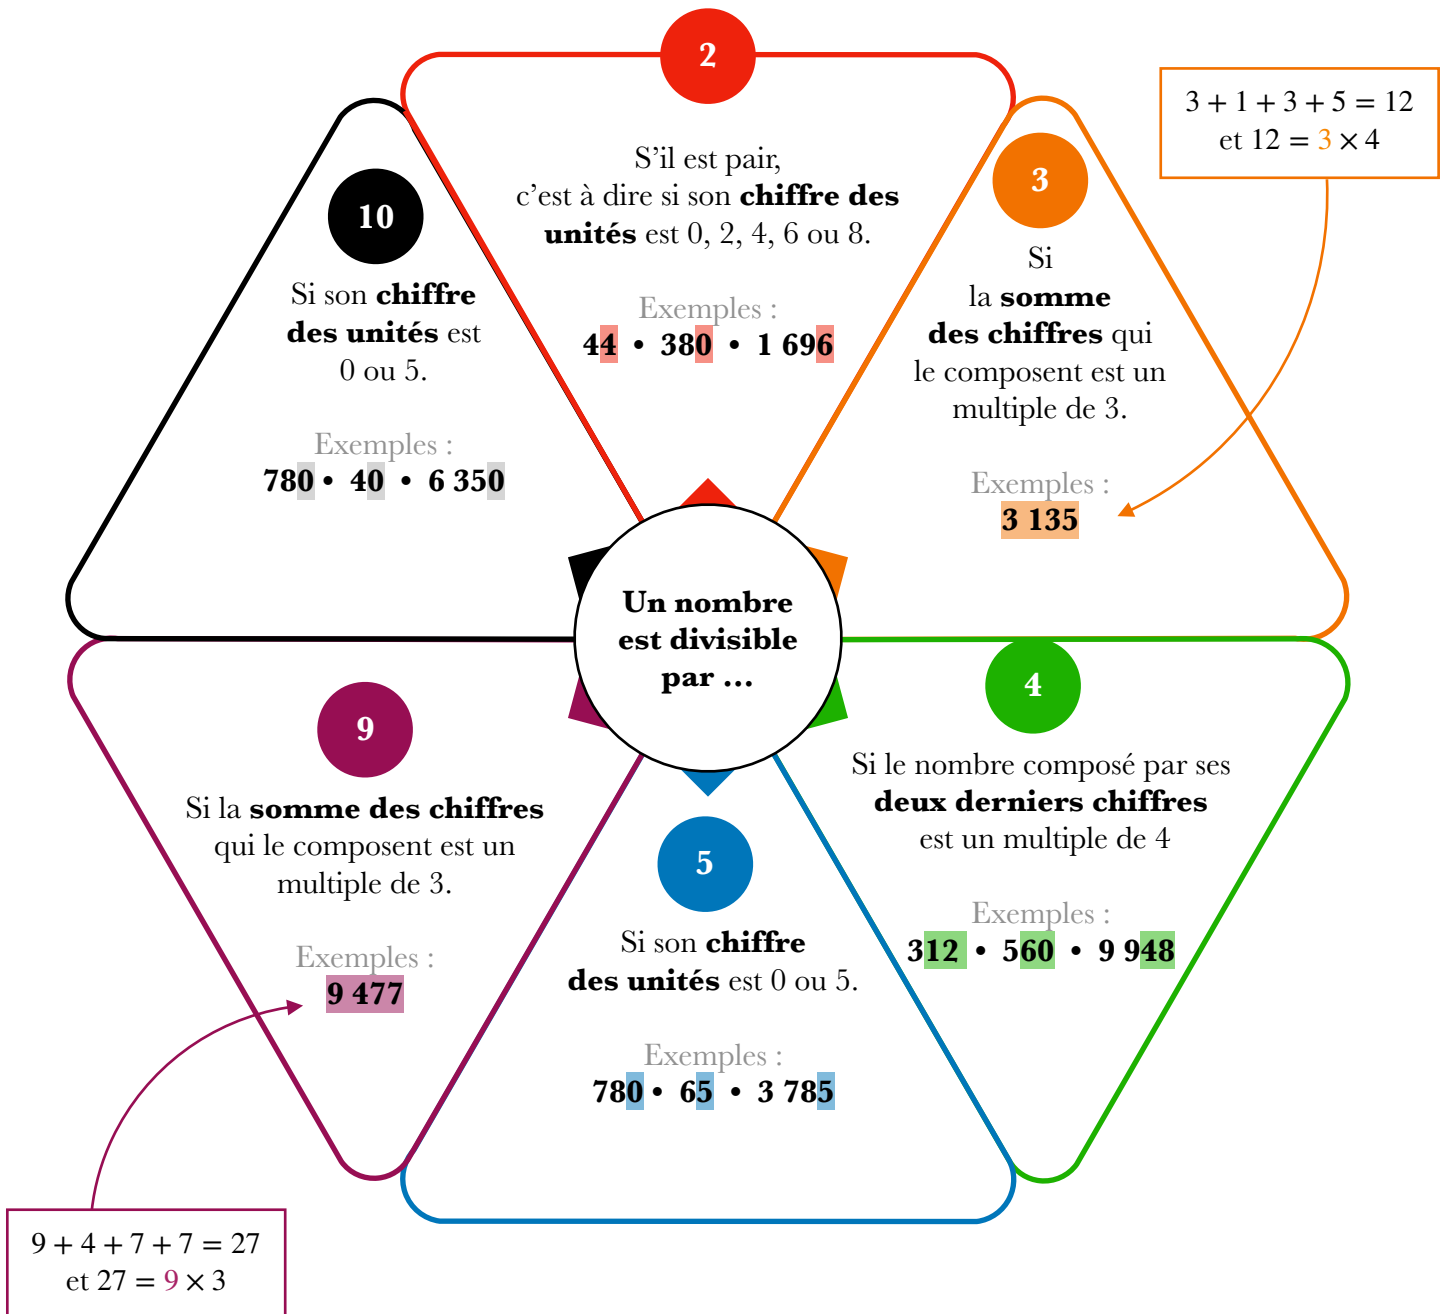 Un nombre
est divisible
par …
2
S’il est pair,
c’est à dire si son chiffre des
unités est 0, 2, 4, 6 ou 8.
Exemples :
44 • 380 • 1 696
3
Si
la somme
des chiffres qui
le composent est un
multiple de 3.
Exemples :
3 135
3 + 1 + 3 + 5 = 12
et 12 = 3 × 4
4
Si le nombre composé par ses
deux derniers chiffres
est un multiple de 4
Exemples :
312 • 560 • 9 948
5
Si son chiffre
des unités est 0 ou 5.
Exemples :
780 • 65 • 3 785
9
Si la somme des chiffres
qui le composent est un
multiple de 3.
Exemples :
9 477
9 + 4 + 7 + 7 = 27
et 27 = 9 × 3
10
Si son chiffre
des unités est
0 ou 5.
Exemples :
780 • 40 • 6 350